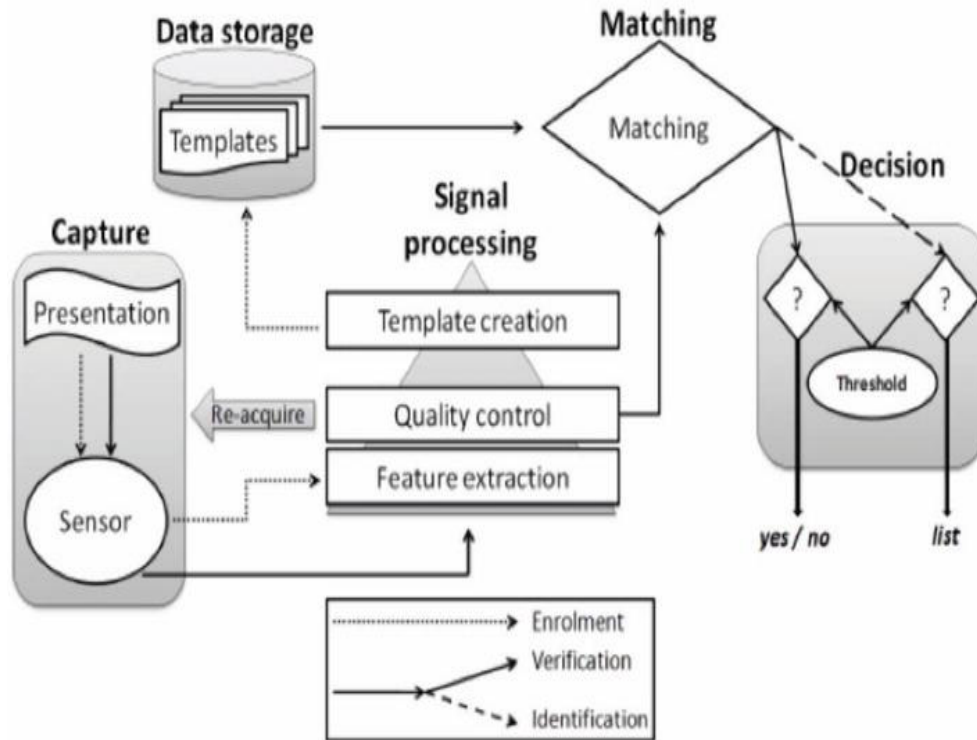 Data storage
Templates
Matching
Matching
Decision
Signal
processing
Capture
Presentation
Sensor
Template creation
Re-acquire
Quality control
Feature extraction
?
?
Threshold
yes / no
list
Enrolment
Verification
Identification